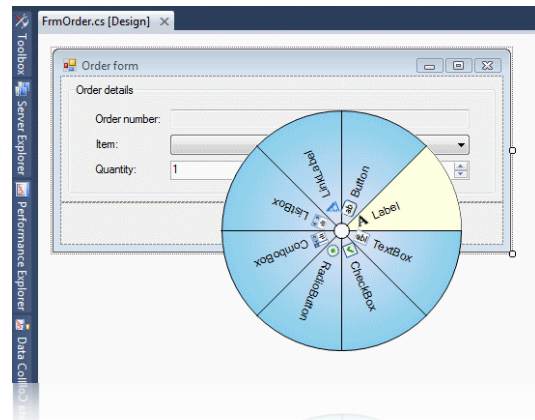 FrmOrder.cs [Design]
Toolbox
Server Explorer
Performance Explorer
Order form
Order details
Order number:
Item:
Quantity:
1
Button
Label
TextBox
CheckBox
RadioButton
ComboBox
ListBox
LinkLabel
Data